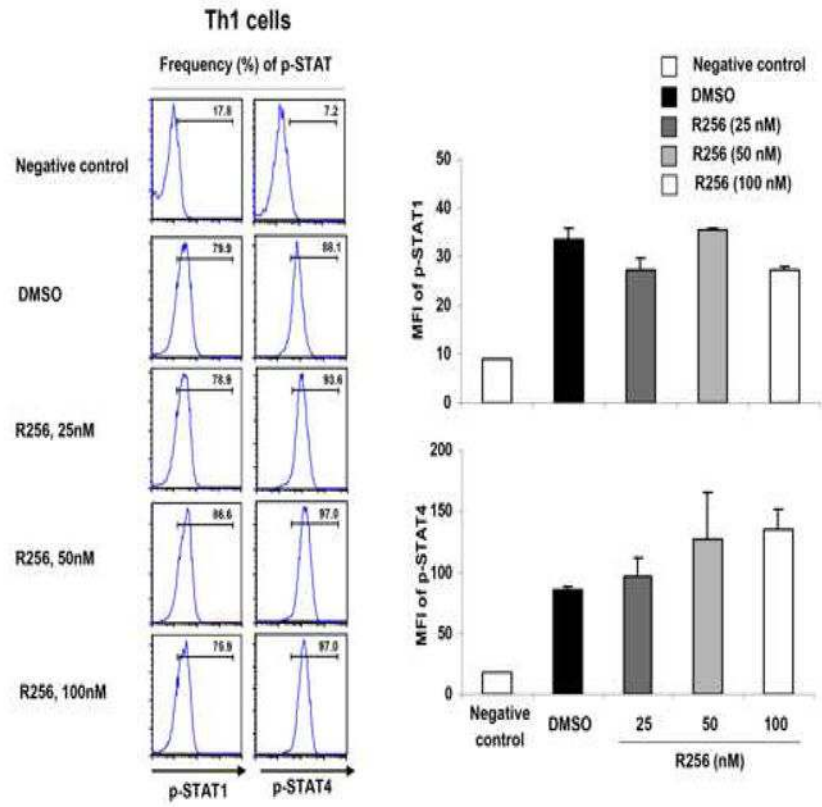 Th1 cells
Frequency (%) of p-STAT
Negative control
17.8
7.2
DMSO
79.9
88.1
R256, 25nM
78.9
93.6
R256, 50nM
86.6
97.0
R256, 100nM
75.9
97.0
p-STAT1
p-STAT4
Negative control
DMSO
R256 (25 nM)
R256 (50 nM)
R256 (100 nM)
MFI of p-STAT1
50
40
30
20
10
0
MFI of p-STAT4
200
150
100
50
0
Negative
control
DMSO
25
50
100
R256 (nM)